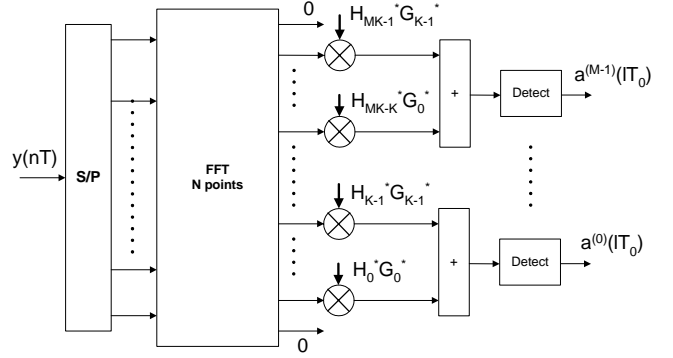 0
H_{MK-1}^*G_{K-1}^*
a^{(M-1)}(lT_0)
+
Detect
H_{MK-K}^*G_0^*
y(nT)
S/P
FFT
N points
H_{K-1}^*G_{K-1}^*
a^{(0)}(lT_0)
+
Detect
H_0^*G_0^*
0